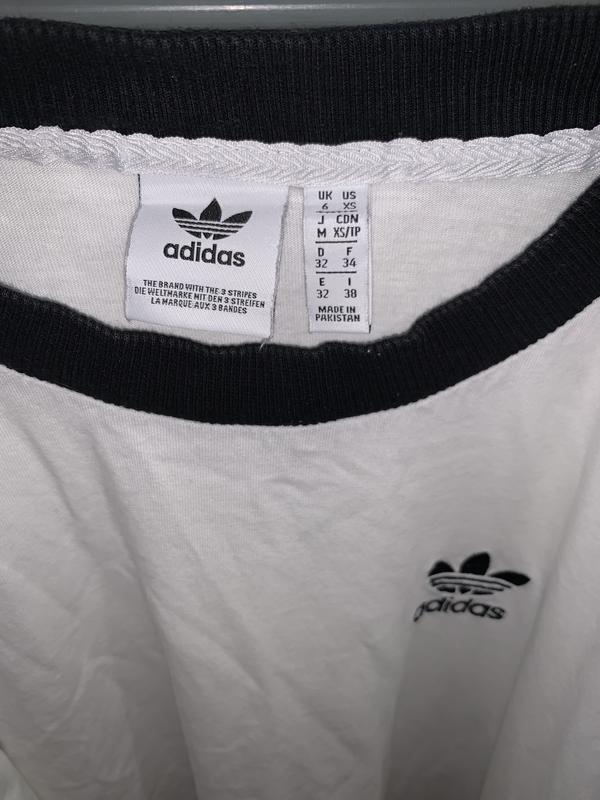 adidas
THE BRAND WITH THE 3 STRIPES
DIE WELTMARKE MIT DEN 3 STREIFEN
LA MARQUE AUX 3 BANDES
UK US
6 XS
J CDN
M XS/TP
D F
32 34
E I
32 38
MADE IN
PAKISTAN
adidas